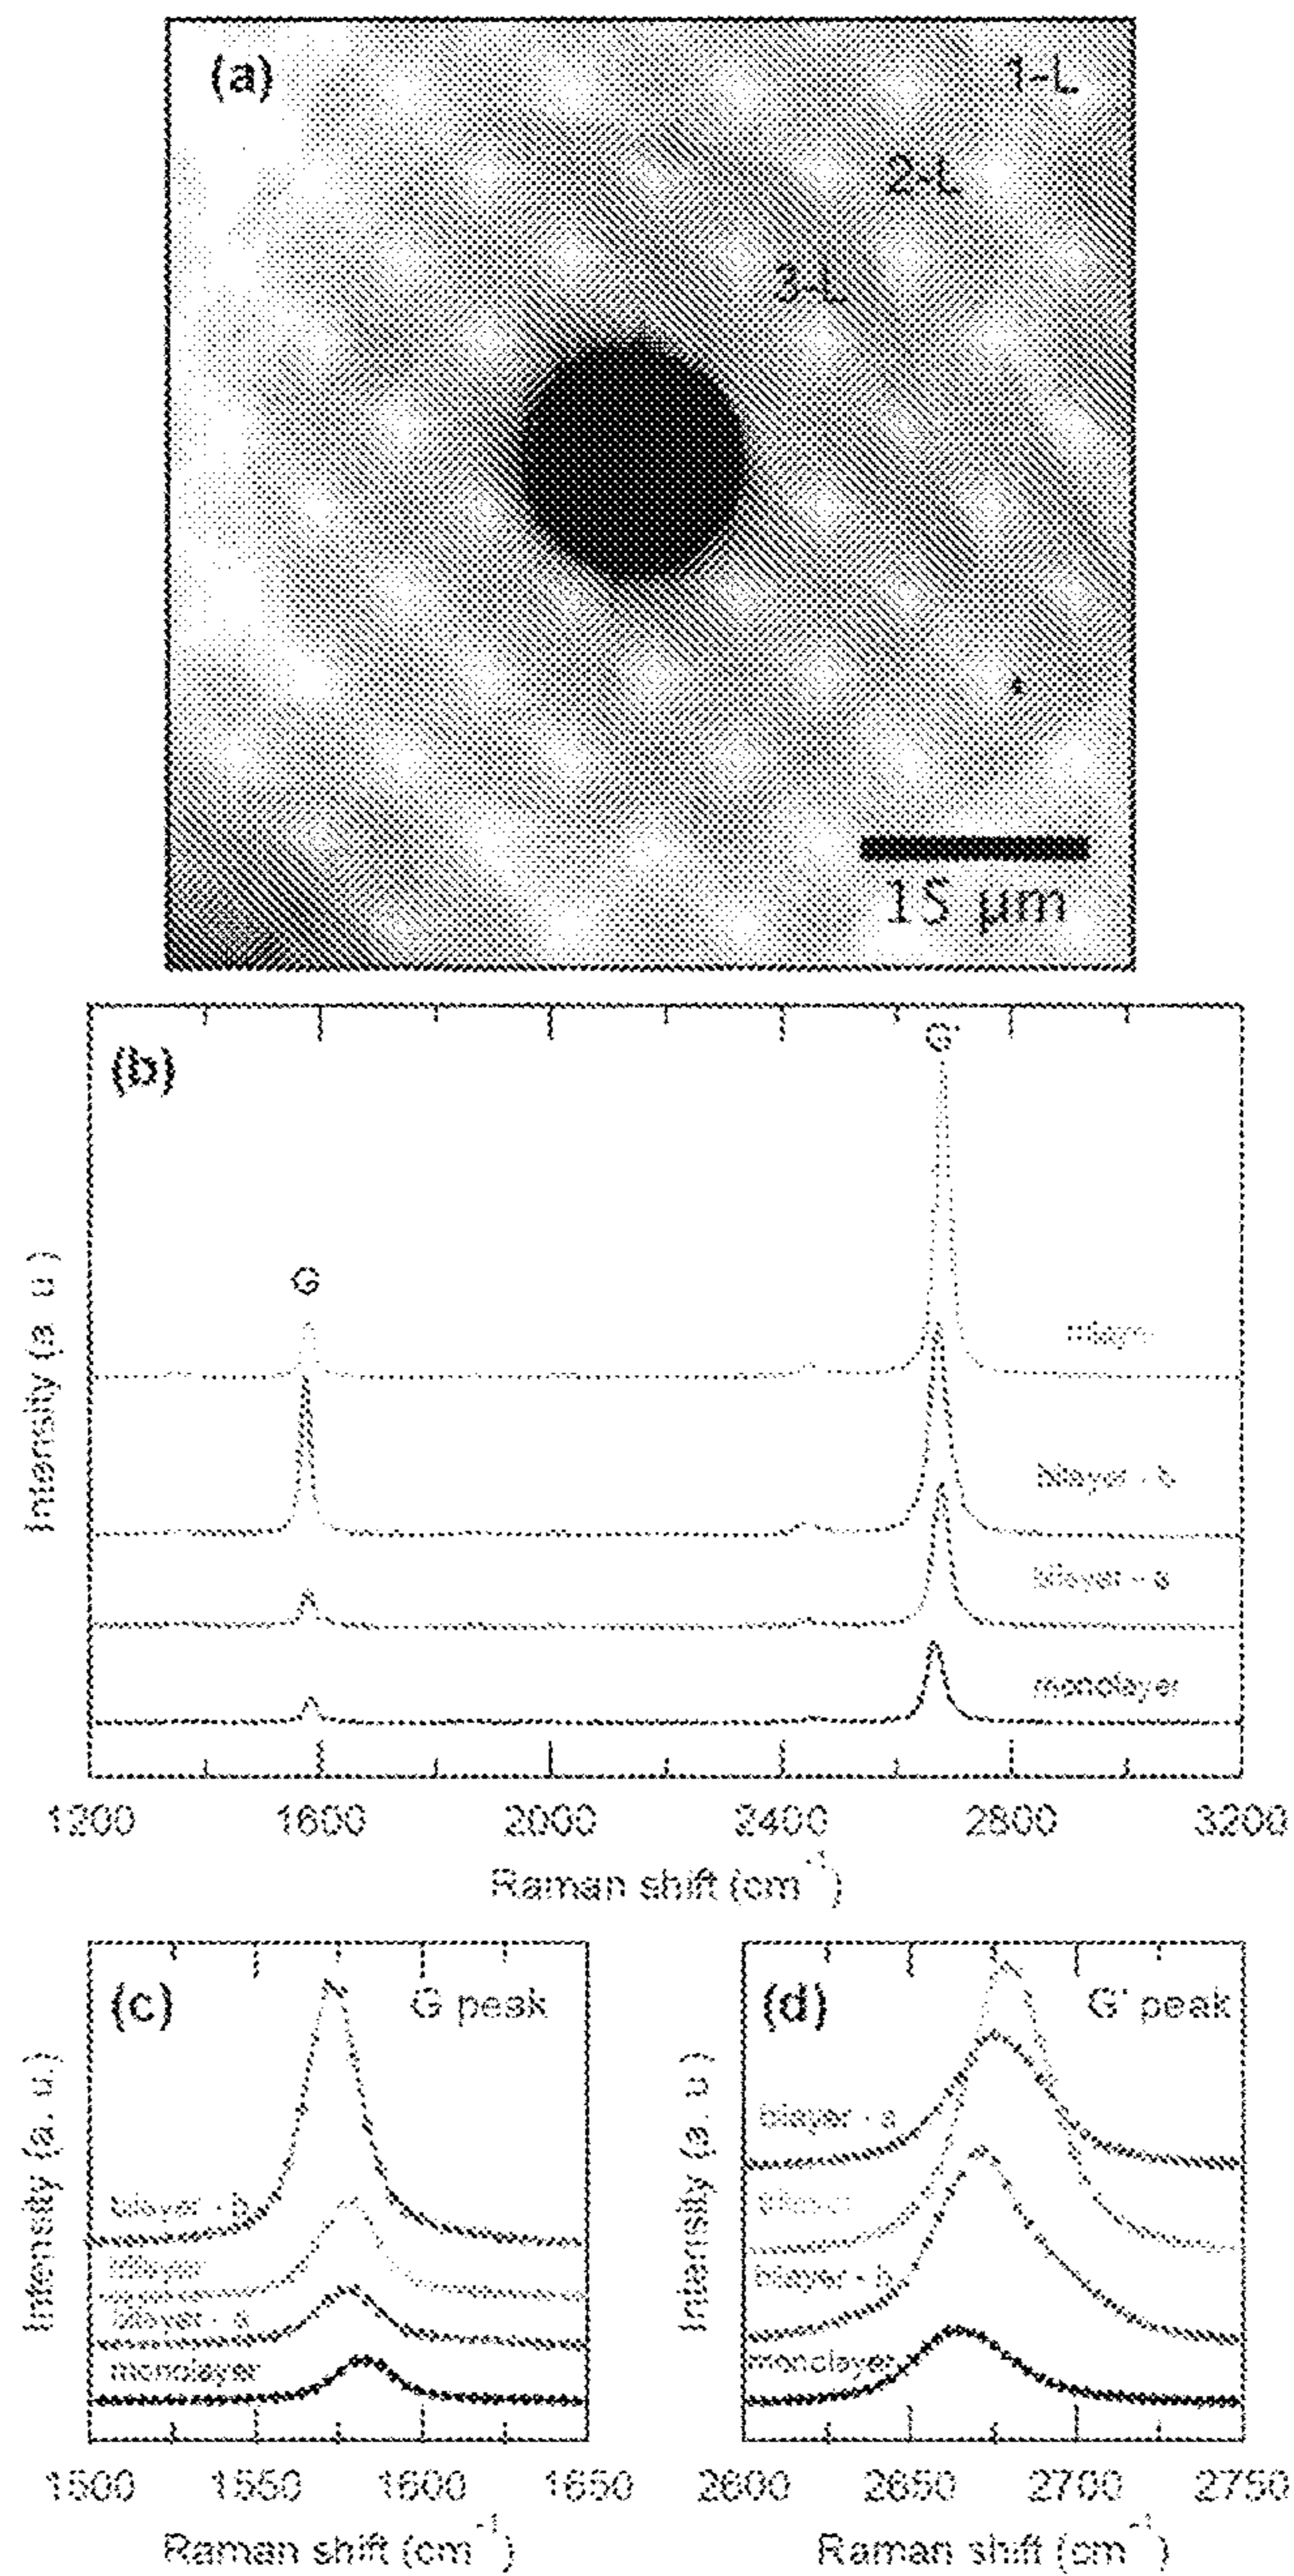 (a)
1-L
2-L
3-L
15 µm
(b)
G'
G
bilayer - b
bilayer - a
monolayer
Intensity (a. u.)
1200 1600 2000 2400 2800 3200
Raman shift (cm⁻¹)
(c)
G peak
bilayer - b
trilayer
bilayer - a
monolayer
Intensity (a. u.)
1500 1550 1600 1650
Raman shift (cm⁻¹)
(d)
G' peak
bilayer - a
bilayer - b
monolayer
Intensity (a. u.)
2600 2650 2700 2750
Raman shift (cm⁻¹)